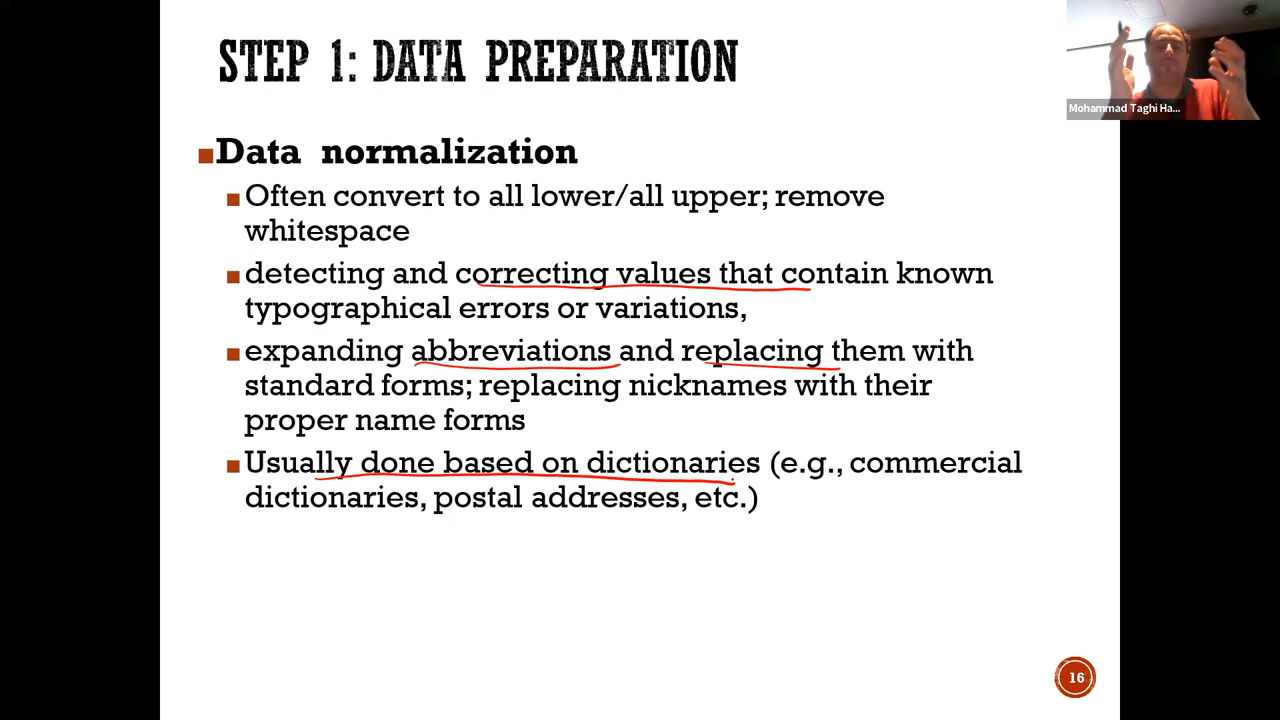 STEP 1: DATA PREPARATION
Mohammad Taghi Ha...
Data normalization
Often convert to all lower/all upper; remove
whitespace
detecting and correcting values that contain known
typographical errors or variations,
expanding abbreviations and replacing them with
standard forms; replacing nicknames with their
proper name forms
Usually done based on dictionaries (e.g., commercial
dictionaries, postal addresses, etc.)
16